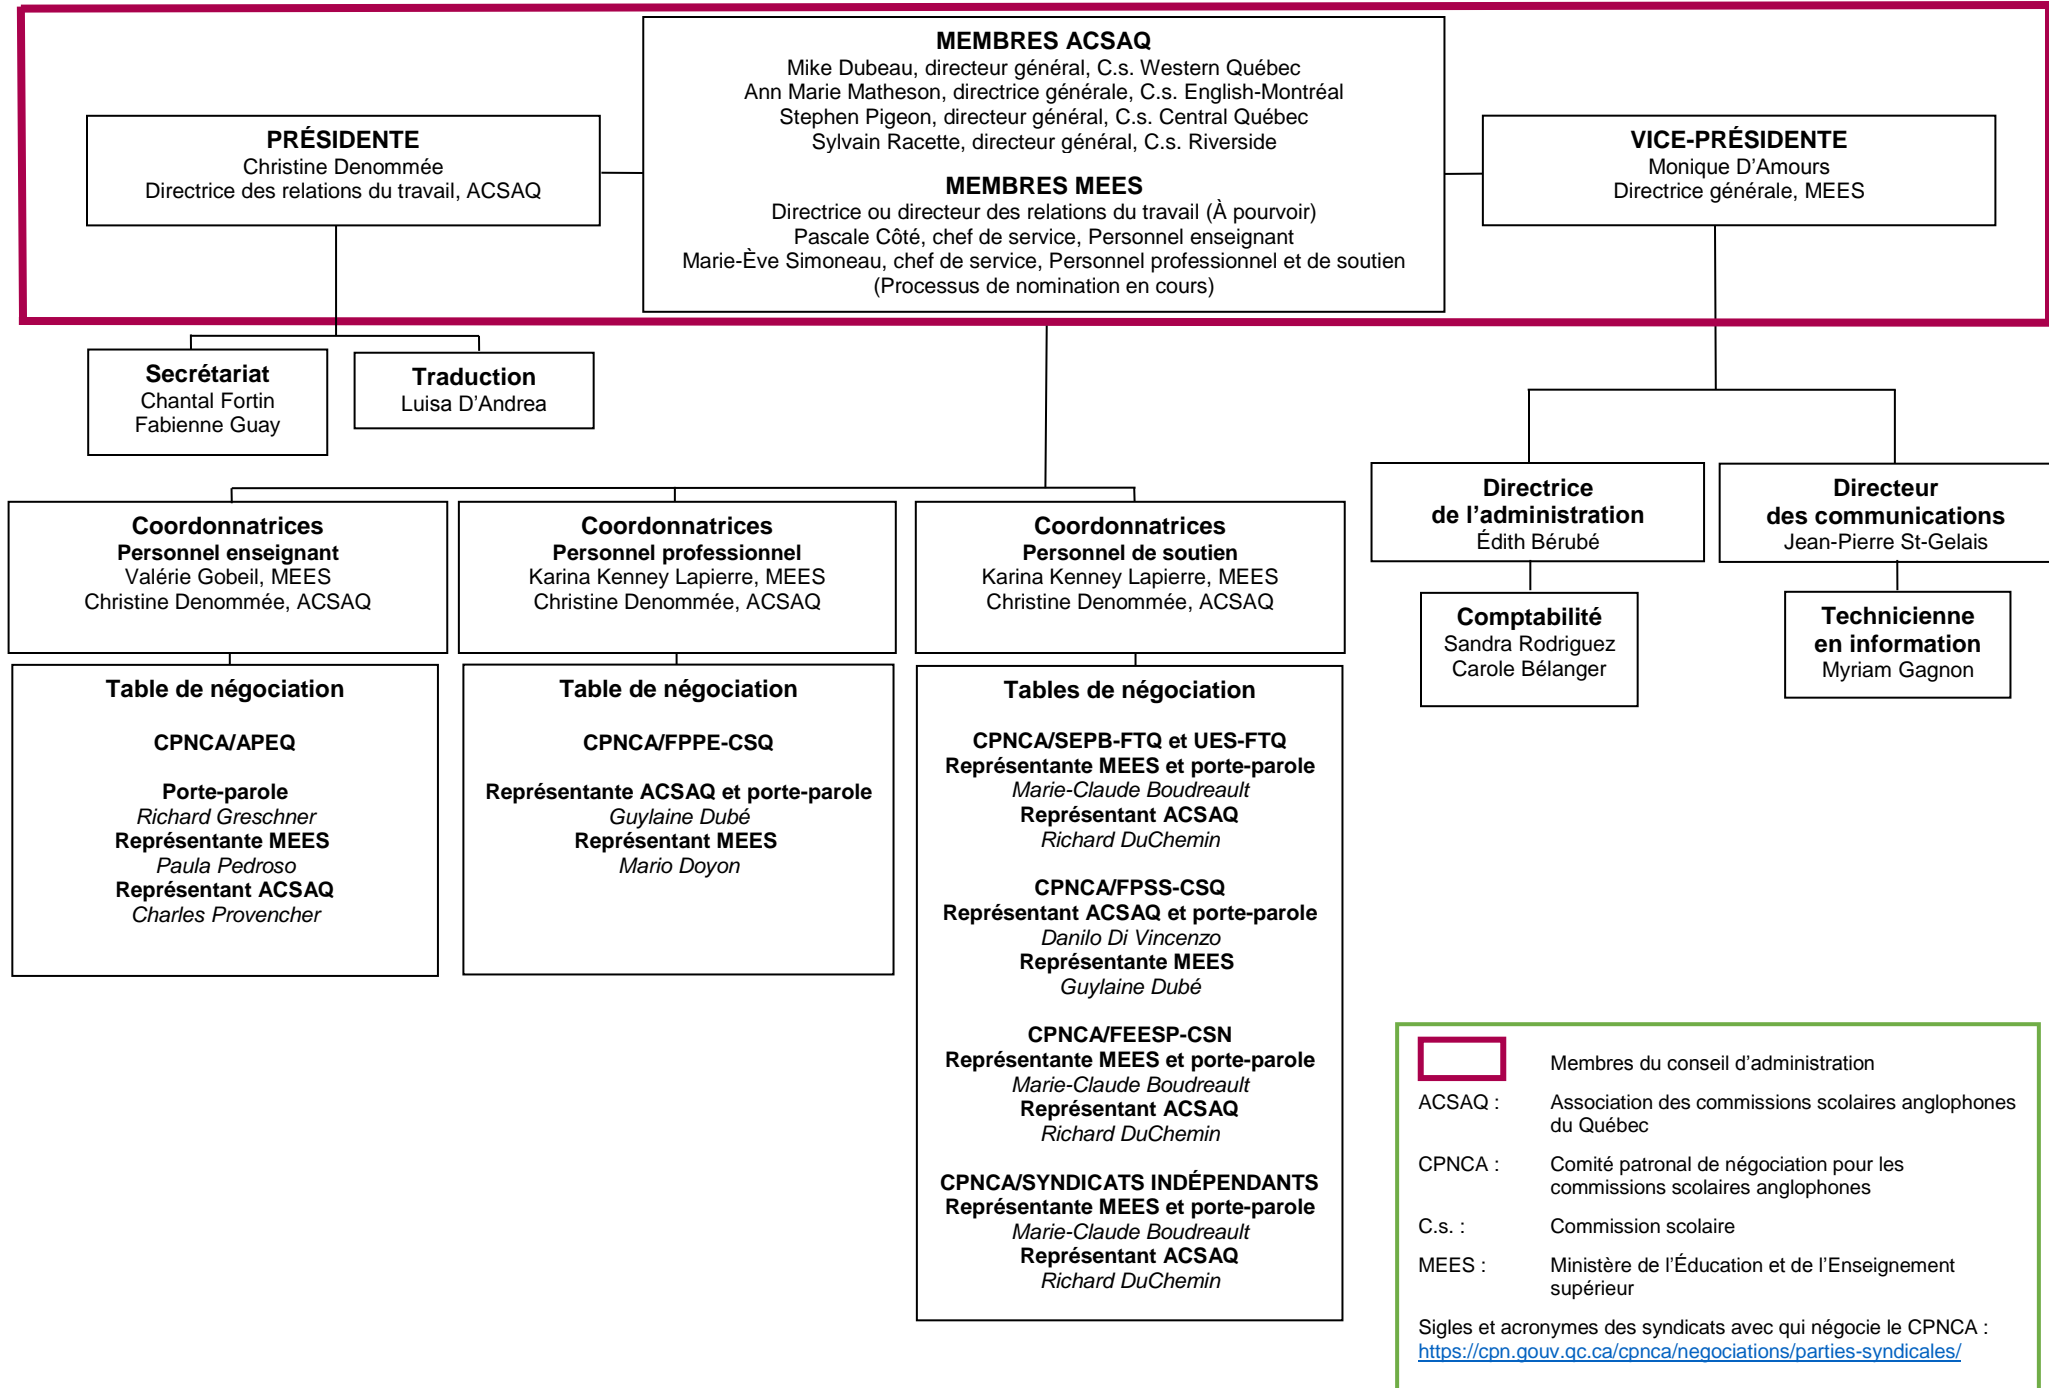 MEMBRES ACSAQ
Mike Dubeau, directeur général, C.s. Western Québec
Ann Marie Matheson, directrice générale, C.s. English-Montréal
Stephen Pigeon, directeur général, C.s. Central Québec
Sylvain Racette, directeur général, C.s. Riverside
MEMBRES MEES
Directrice ou directeur des relations du travail (À pourvoir)
Pascale Côté, chef de service, Personnel enseignant
Marie-Ève Simoneau, chef de service, Personnel professionnel et de soutien
(Processus de nomination en cours)
PRÉSIDENTE
Christine Denommée
Directrice des relations du travail, ACSAQ
VICE-PRÉSIDENTE
Monique D'Amours
Directrice générale, MEES
Secrétariat
Chantal Fortin
Fabienne Guay
Traduction
Luisa D'Andrea
Directrice
de l'administration
Édith Bérubé
Directeur
des communications
Jean-Pierre St-Gelais
Comptabilité
Sandra Rodriguez
Carole Bélanger
Technicienne
en information
Myriam Gagnon
Coordonnatrices
Personnel enseignant
Valérie Gobeil, MEES
Christine Denommée, ACSAQ
Coordonnatrices
Personnel professionnel
Karina Kenney Lapierre, MEES
Christine Denommée, ACSAQ
Coordonnatrices
Personnel de soutien
Karina Kenney Lapierre, MEES
Christine Denommée, ACSAQ
Table de négociation
CPNCA/APEQ
Porte-parole
Richard Greschner
Représentante MEES
Paula Pedroso
Représentant ACSAQ
Charles Provencher
Table de négociation
CPNCA/FPPE-CSQ
Représentante ACSAQ et porte-parole
Guylaine Dubé
Représentant MEES
Mario Doyon
Tables de négociation
CPNCA/SEPB-FTQ et UES-FTQ
Représentante MEES et porte-parole
Marie-Claude Boudreault
Représentant ACSAQ
Richard DuChemin
CPNCA/FPSS-CSQ
Représentant ACSAQ et porte-parole
Danilo Di Vincenzo
Représentante MEES
Guylaine Dubé
CPNCA/FEESP-CSN
Représentante MEES et porte-parole
Marie-Claude Boudreault
Représentant ACSAQ
Richard DuChemin
CPNCA/SYNDICATS INDÉPENDANTS
Représentante MEES et porte-parole
Marie-Claude Boudreault
Représentant ACSAQ
Richard DuChemin
Membres du conseil d'administration
ACSAQ : Association des commissions scolaires anglophones
du Québec
CPNCA : Comité patronal de négociation pour les
commissions scolaires anglophones
C.s. : Commission scolaire
MEES : Ministère de l'Éducation et de l'Enseignement
supérieur
Sigles et acronymes des syndicats avec qui négocie le CPNCA :
https://cpn.gouv.qc.ca/cpnca/negociations/parties-syndicales/